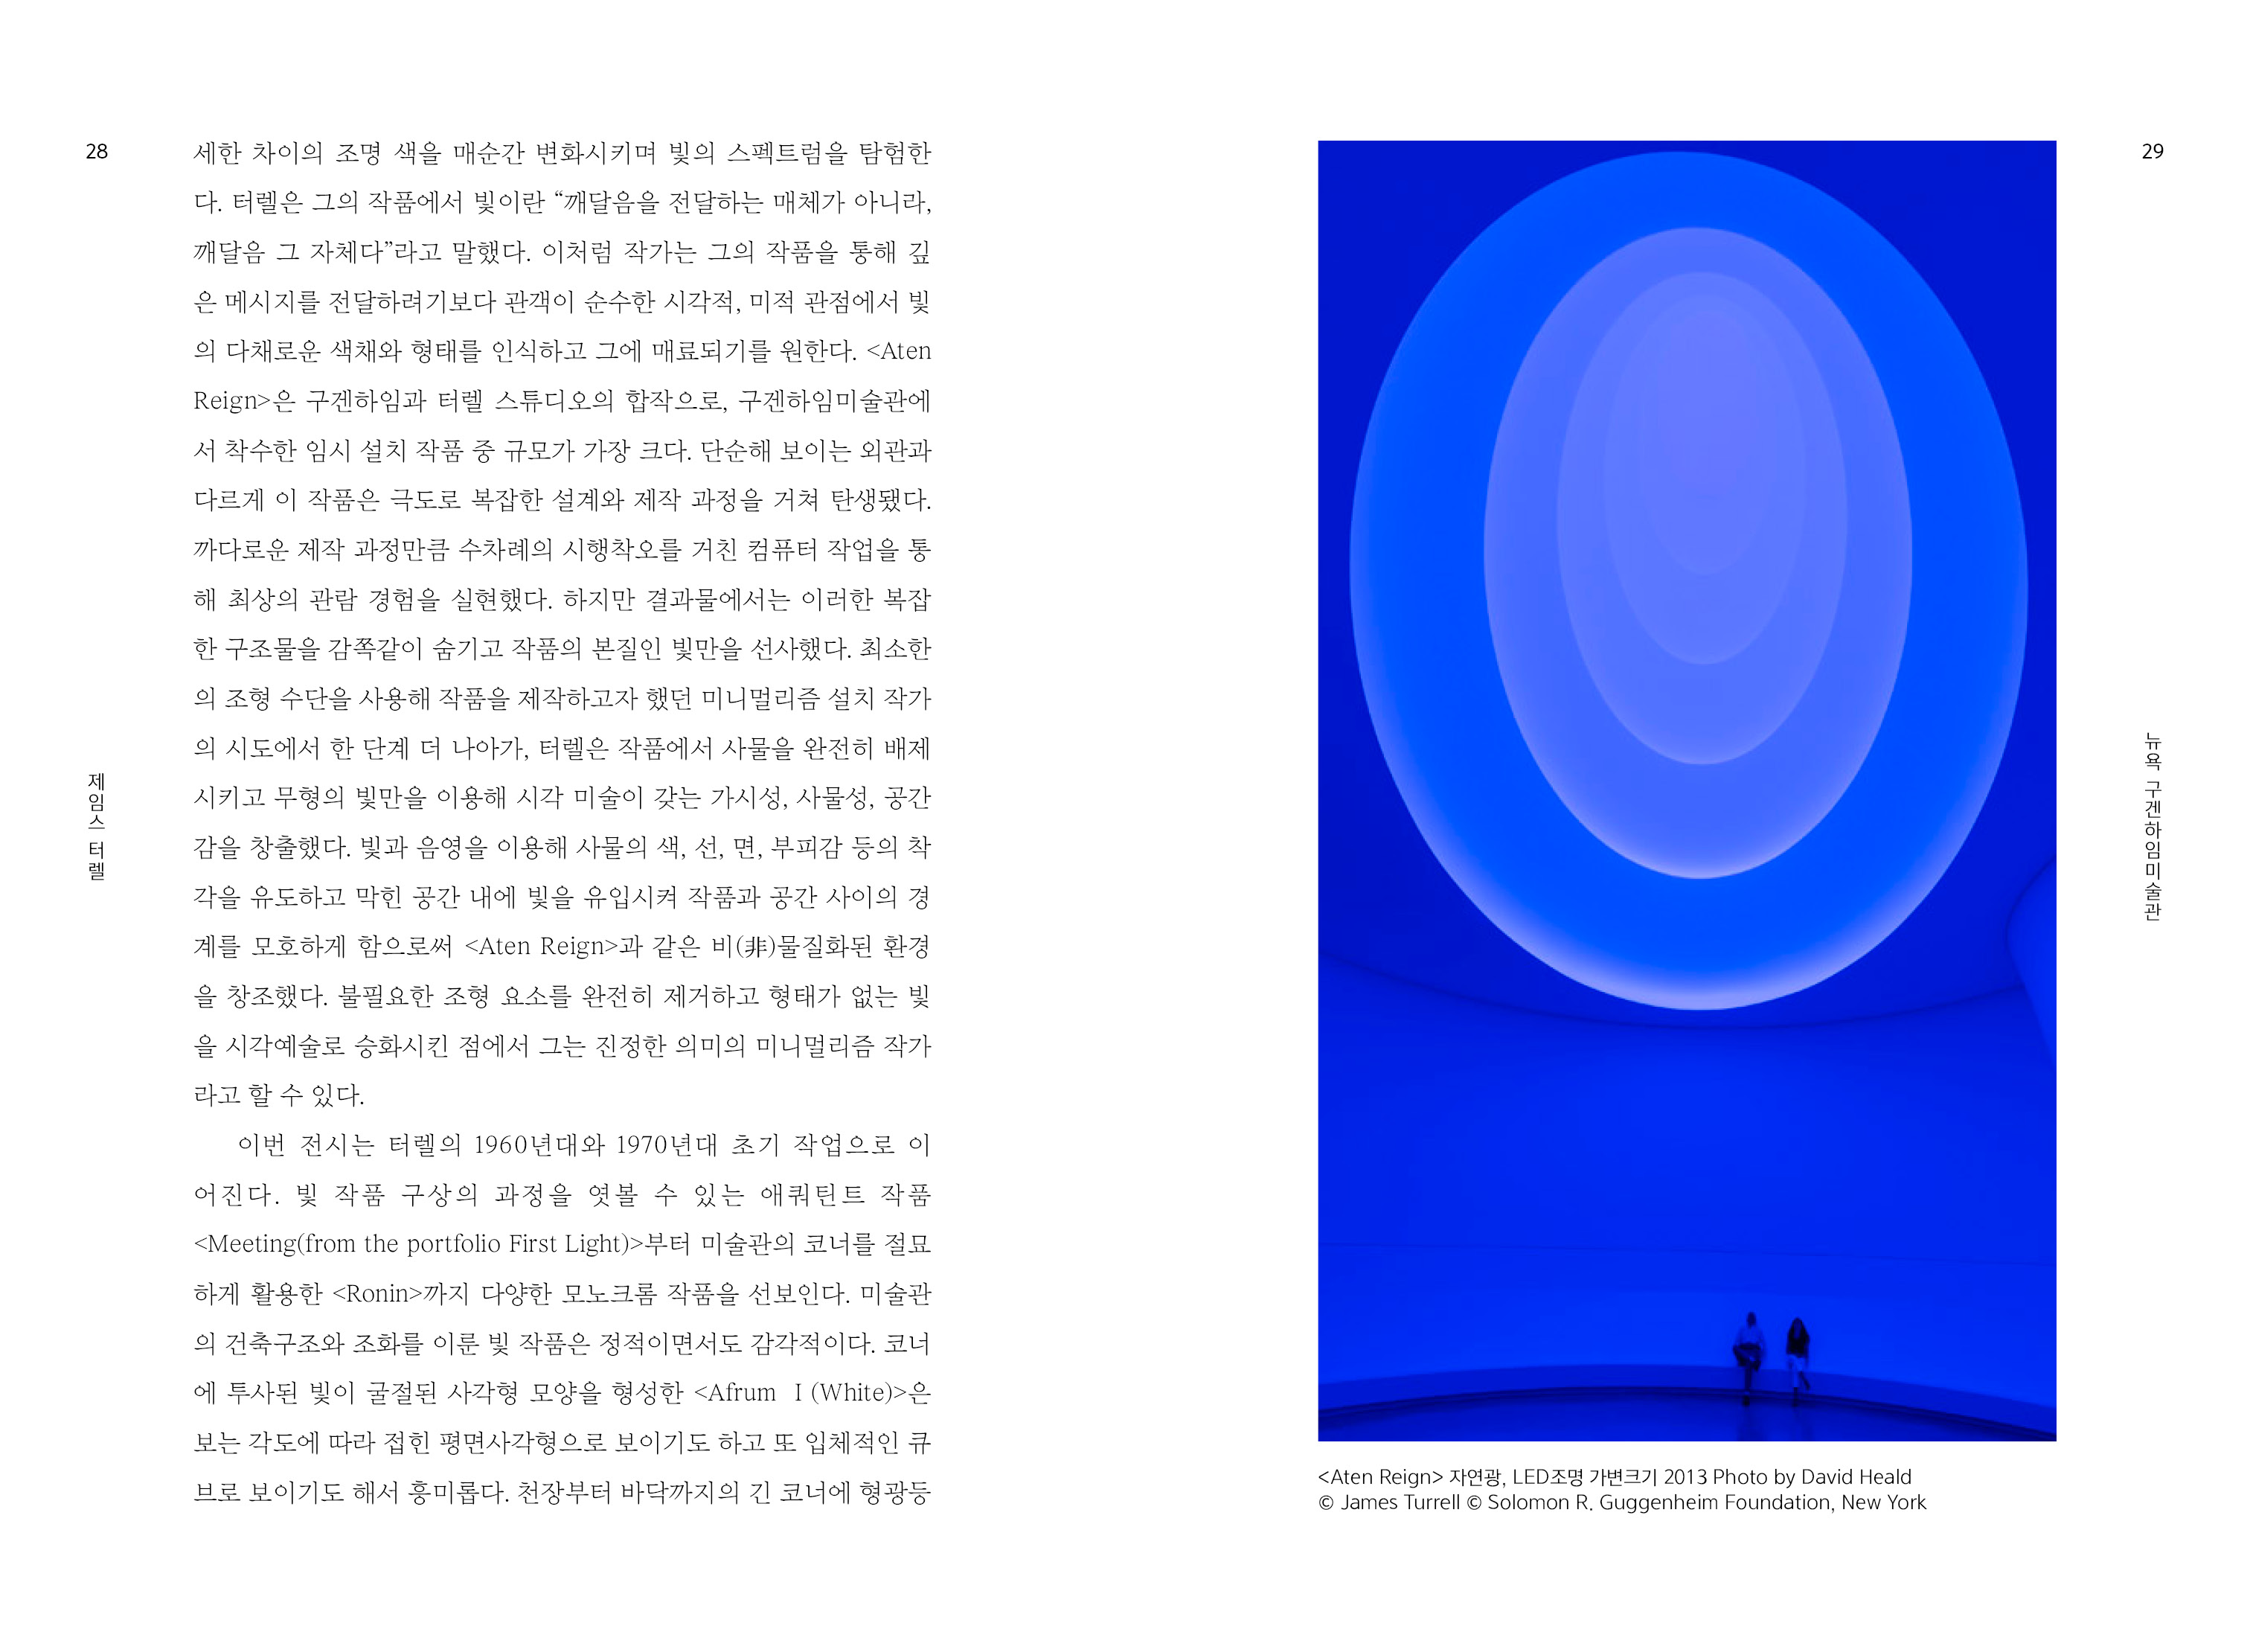 28
세한 차이의 조명 색을 매순간 변화시키며 빛의 스펙트럼을 탐험한
다. 터렐은 그의 작품에서 빛이란 “깨달음을 전달하는 매체가 아니라,
깨달음 그 자체다”라고 말했다. 이처럼 작가는 그의 작품을 통해 깊
은 메시지를 전달하려기보다 관객이 순수한 시각적, 미적 관점에서 빛
의 다채로운 색채와 형태를 인식하고 그에 매료되기를 원한다. <Aten
Reign>은 구겐하임과 터렐 스튜디오의 합작으로, 구겐하임미술관에
서 착수한 임시 설치 작품 중 규모가 가장 크다. 단순해 보이는 외관과
다르게 이 작품은 극도로 복잡한 설계와 제작 과정을 거쳐 탄생됐다.
까다로운 제작 과정만큼 수차례의 시행착오를 거친 컴퓨터 작업을 통
해 최상의 관람 경험을 실현했다. 하지만 결과물에서는 이러한 복잡
한 구조물을 감쪽같이 숨기고 작품의 본질인 빛만을 선사했다. 최소한
의 조형 수단을 사용해 작품을 제작하고자 했던 미니멀리즘 설치 작가
의 시도에서 한 단계 더 나아가, 터렐은 작품에서 사물을 완전히 배제
시키고 무형의 빛만을 이용해 시각 미술이 갖는 가시성, 사물성, 공간
감을 창출했다. 빛과 음영을 이용해 사물의 색, 선, 면, 부피감 등의 착
각을 유도하고 막힌 공간 내에 빛을 유입시켜 작품과 공간 사이의 경
계를 모호하게 함으로써 <Aten Reign>과 같은 비(非)물질화된 환경
을 창조했다. 불필요한 조형 요소를 완전히 제거하고 형태가 없는 빛
을 시각예술로 승화시킨 점에서 그는 진정한 의미의 미니멀리즘 작가
라고 할 수 있다.
이번 전시는 터렐의 1960년대와 1970년대 초기 작업으로 이
어진다. 빛 작품 구상의 과정을 엿볼 수 있는 애쿼틴트 작품
<Meeting(from the portfolio First Light)>부터 미술관의 코너를 절묘
하게 활용한 <Ronin>까지 다양한 모노크롬 작품을 선보인다. 미술관
의 건축구조와 조화를 이룬 빛 작품은 정적이면서도 감각적이다. 코너
에 투사된 빛이 굴절된 사각형 모양을 형성한 <Afrum Ⅰ(White)>은
보는 각도에 따라 접힌 평면사각형으로 보이기도 하고 또 입체적인 큐
브로 보이기도 해서 흥미롭다. 천장부터 바닥까지의 긴 코너에 형광등
제임스 터렐
29
뉴욕 구겐하임미술관
<Aten Reign> 자연광, LED조명 가변크기 2013 Photo by David Heald
© James Turrell © Solomon R. Guggenheim Foundation, New York